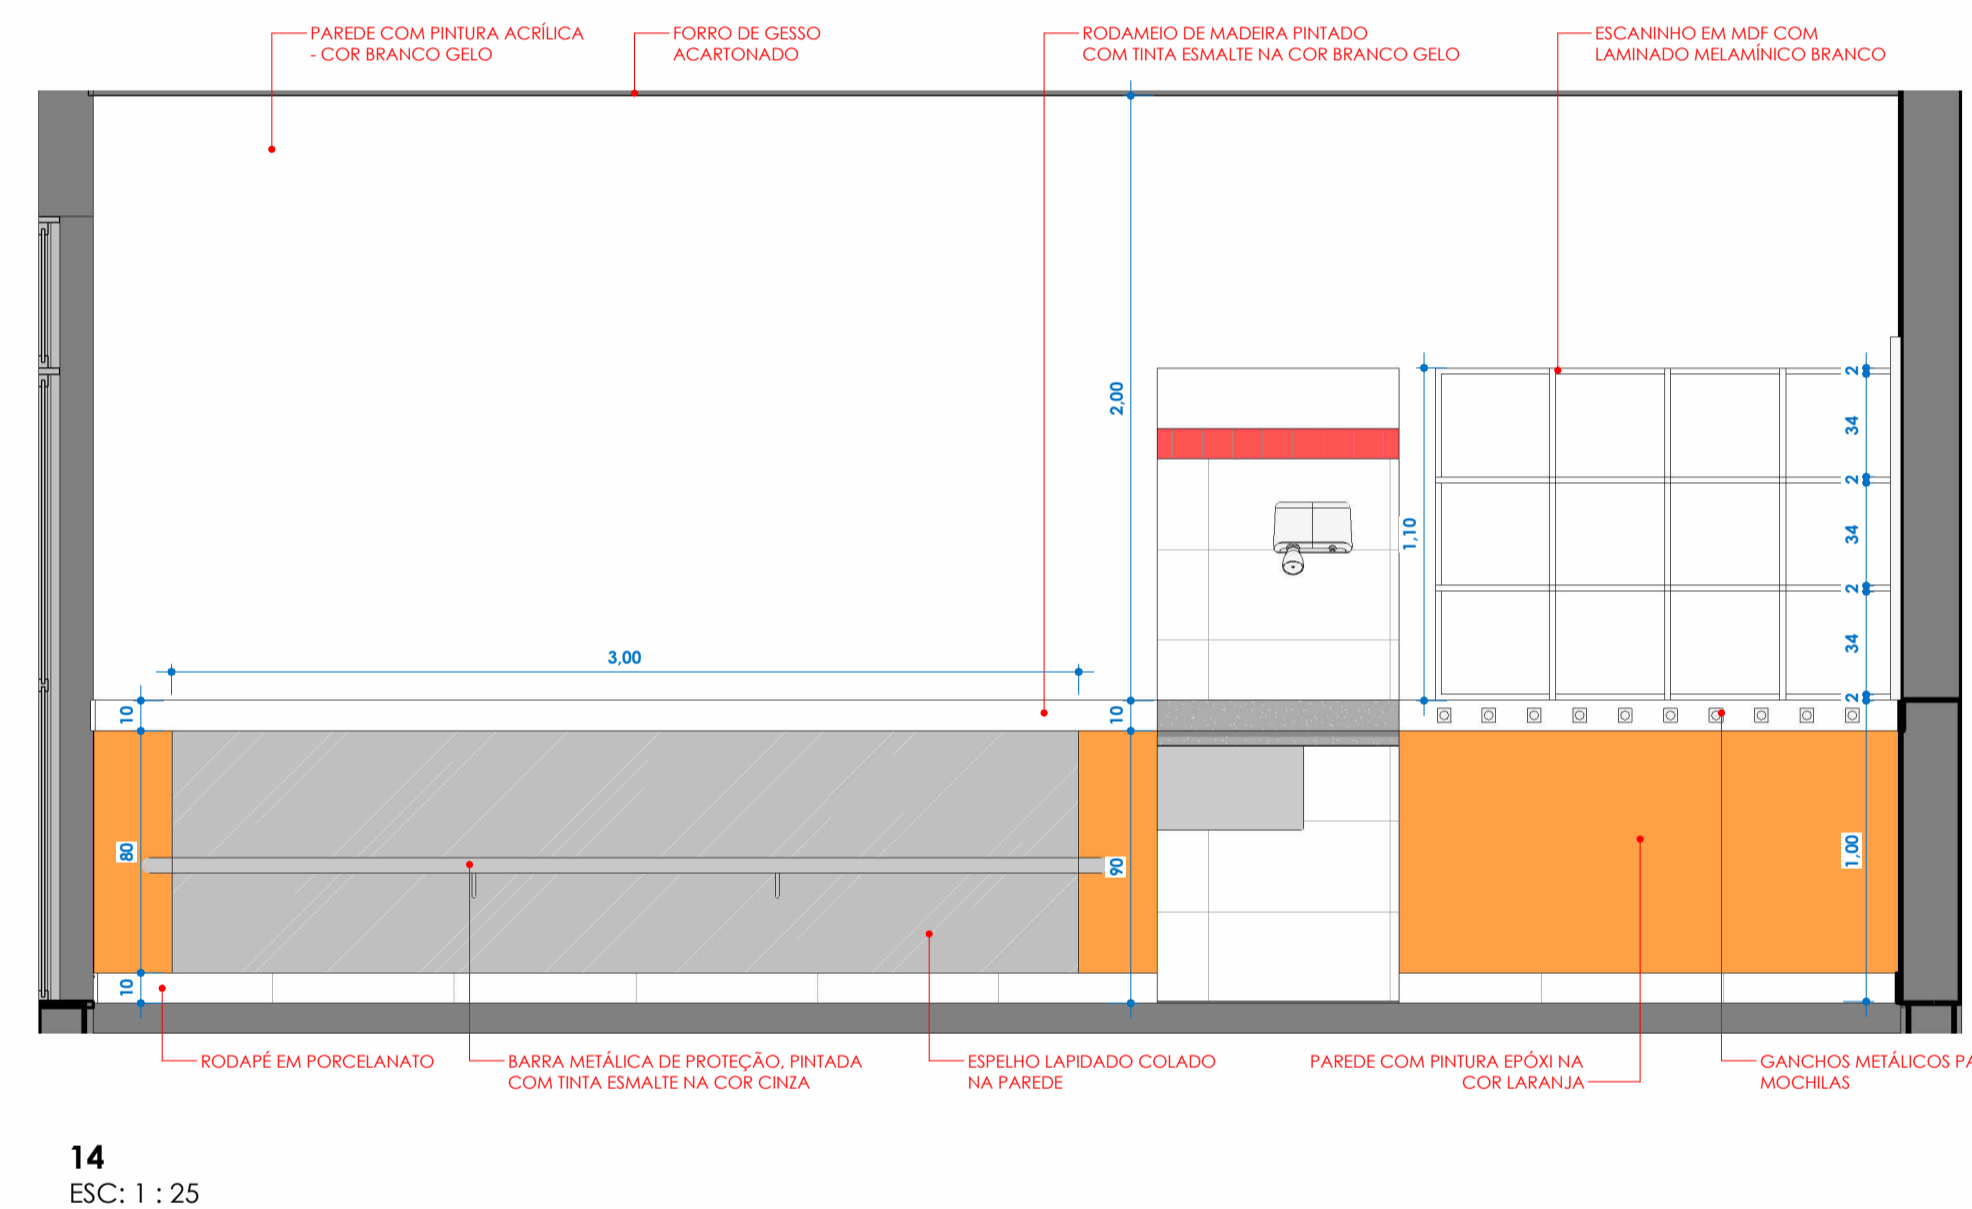 PAREDE COM PINTURA ACRÍLICA
- COR BRANCO GELO
FORRO DE GESSO
ACARTONADO
RODAMEIO DE MADEIRA PINTADO
COM TINTA ESMALTE NA COR BRANCO GELO
ESCANINHO EM MDF COM
LAMINADO MELAMÍNICO BRANCO
2,00
1,10
2
34
2
34
2
34
2
3,00
10
10
80
90
1,00
10
RODAPÉ EM PORCELANATO
BARRA METÁLICA DE PROTEÇÃO, PINTADA
COM TINTA ESMALTE NA COR CINZA
ESPELHO LAPIDADO COLADO
NA PAREDE
PAREDE COM PINTURA EPÓXI NA
COR LARANJA
GANCHOS METÁLICOS
MOCHILAS
14
ESC: 1 : 25